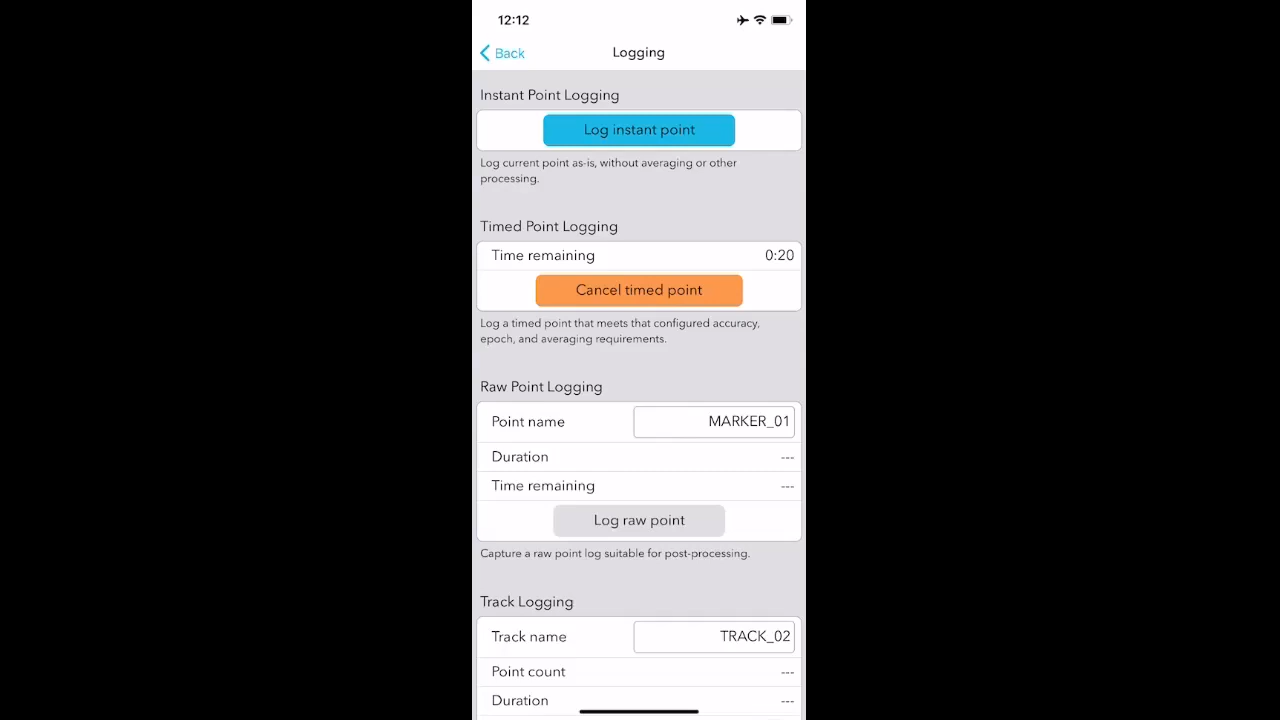 12:12
Back
Logging
Instant Point Logging
Log instant point
Log current point as-is, without averaging or other
processing.
Timed Point Logging
Time remaining 0:20
Cancel timed point
Log a timed point that meets that configured accuracy,
epoch, and averaging requirements.
Raw Point Logging
Point name MARKER_01
Duration ---
Time remaining ---
Log raw point
Capture a raw point log suitable for post-processing.
Track Logging
Track name TRACK_02
Point count ---
Duration ---